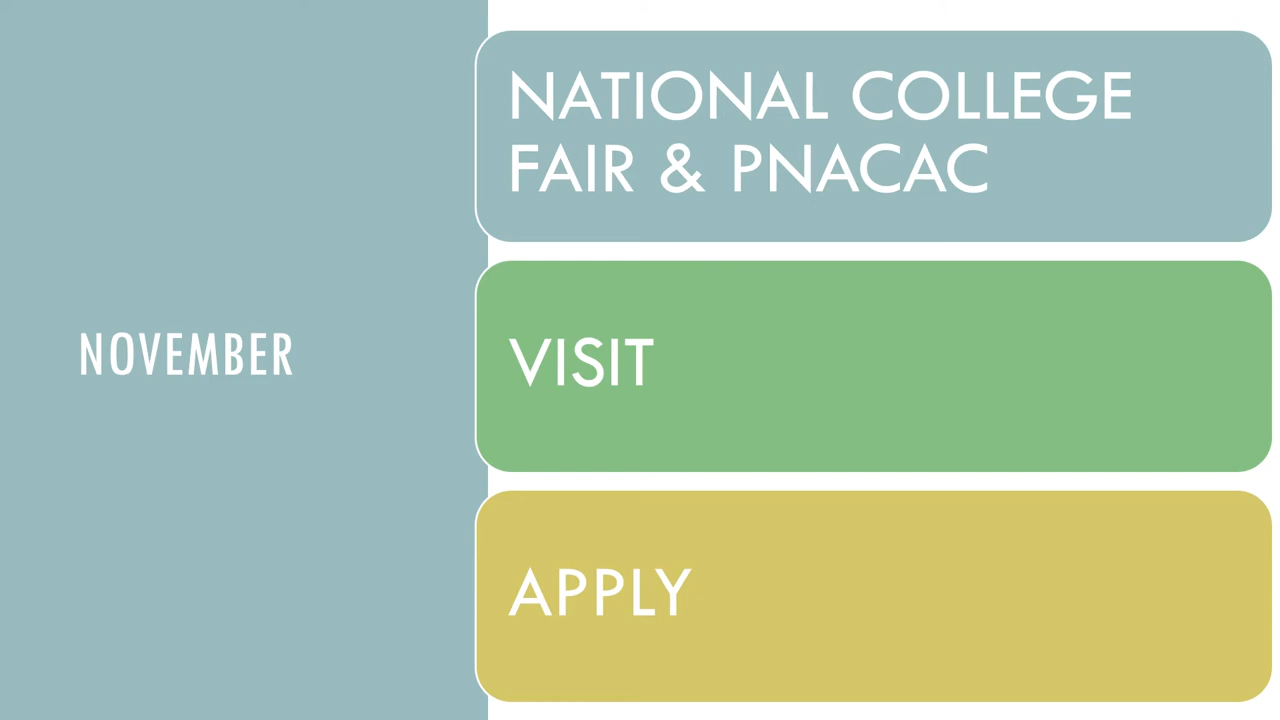 NOVEMBER
NATIONAL COLLEGE
FAIR & PNACAC
VISIT
APPLY